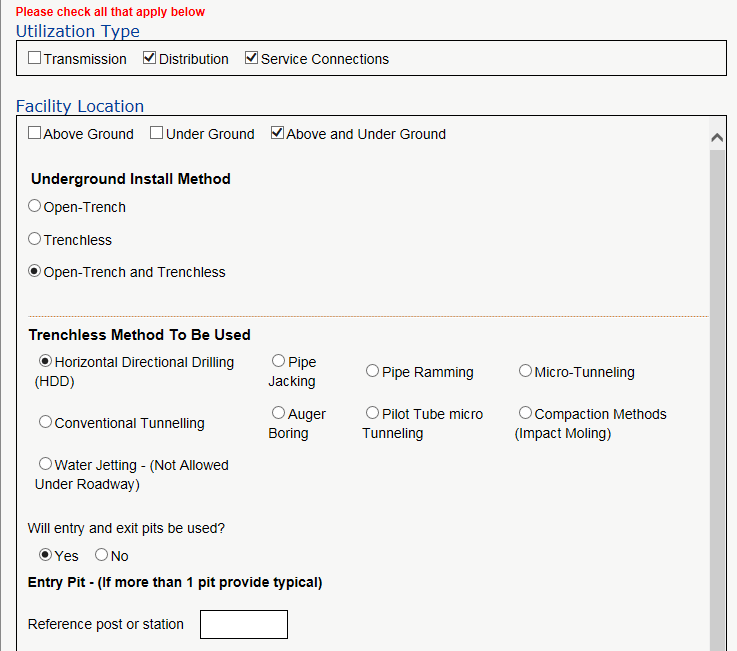 Please check all that apply below
Utilization Type
Transmission Distribution Service Connections
Facility Location
Above Ground Under Ground Above and Under Ground
Underground Install Method
Open-Trench
Trenchless
Open-Trench and Trenchless
Trenchless Method To Be Used
Horizontal Directional Drilling (HDD)
Pipe Jacking
Pipe Ramming
Micro-Tunneling
Conventional Tunnelling
Auger Boring
Pilot Tube micro Tunneling
Compaction Methods (Impact Moling)
Water Jetting - (Not Allowed Under Roadway)
Will entry and exit pits be used?
Yes No
Entry Pit - (If more than 1 pit provide typical)
Reference post or station